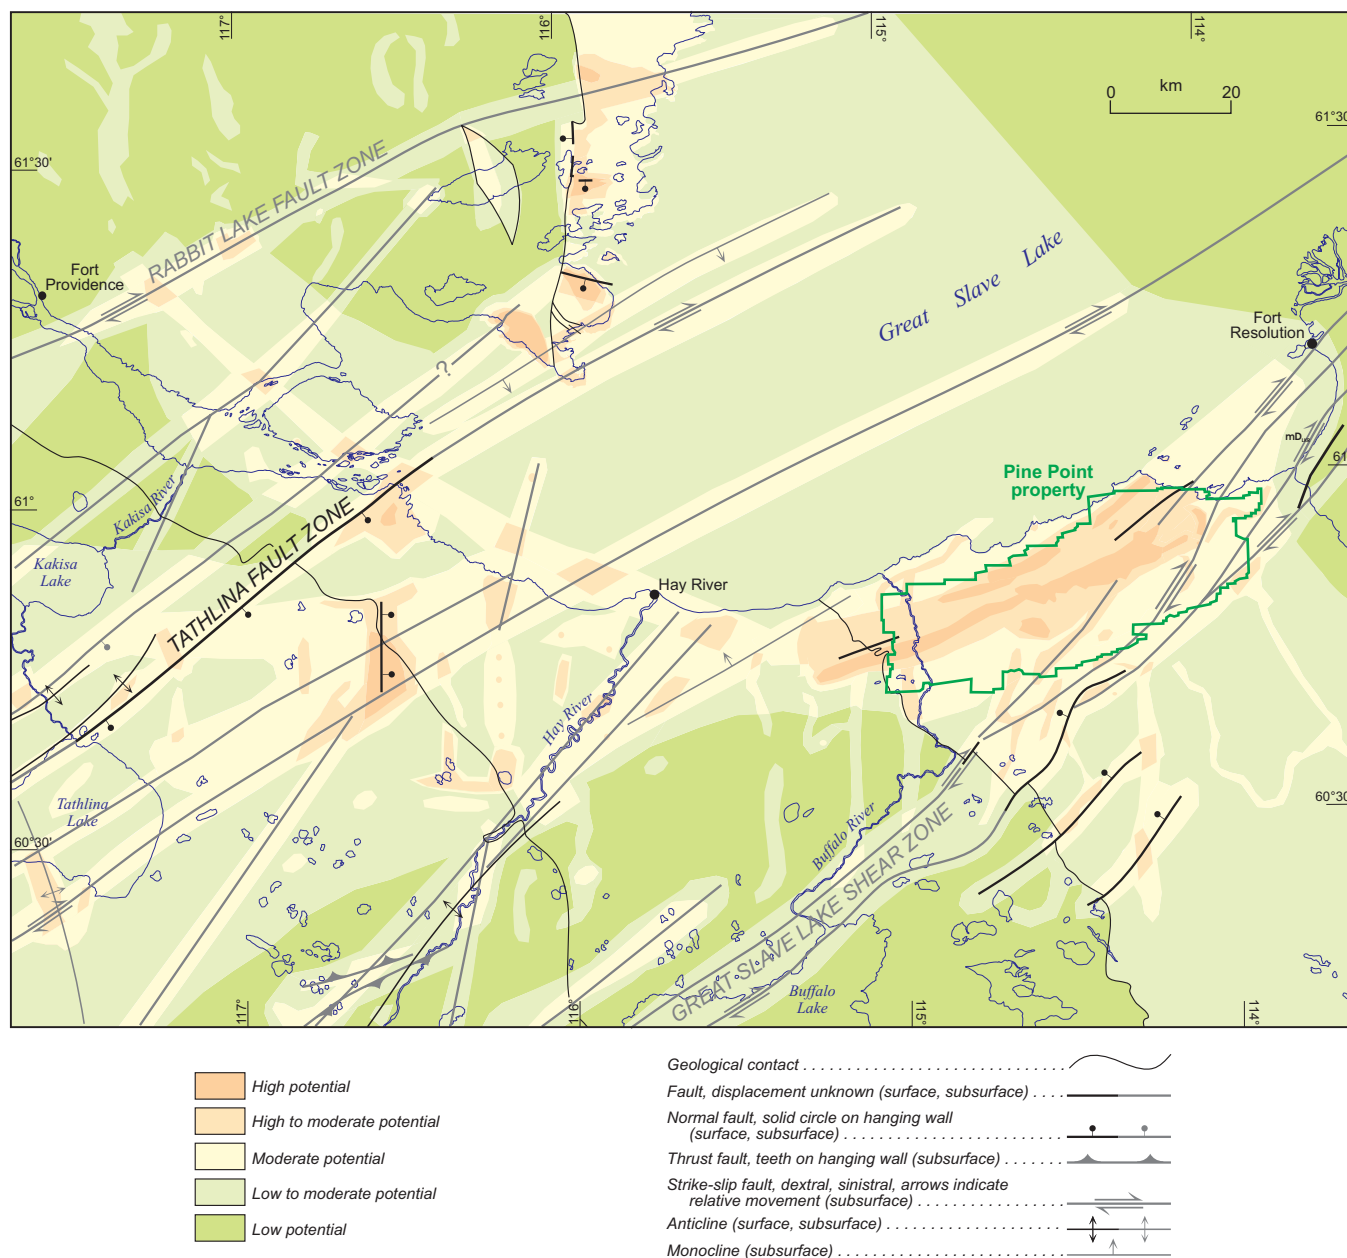 117°
116°
115°
114°
km
0 20
61°30'
61°30
RABBIT LAKE FAULT ZONE
Fort
Providence
Great Slave Lake
Fort
Resolution
?
mD
61
Pine Point
property
61°
Kakisa River
Kakisa
Lake
TATHLINA FAULT ZONE
Hay River
Hay River
Tathlina
Lake
60°30'
60°30
Buffalo River
GREAT SLAVE LAKE SHEAR ZONE
Buffalo
Lake
117°
116°
115°
114°
High potential
High to moderate potential
Moderate potential
Low to moderate potential
Low potential
Geological contact
Fault, displacement unknown (surface, subsurface)
Normal fault, solid circle on hanging wall
(surface, subsurface)
Thrust fault, teeth on hanging wall (subsurface)
Strike-slip fault, dextral, sinistral, arrows indicate
relative movement (subsurface)
Anticline (surface, subsurface)
Monocline (subsurface)